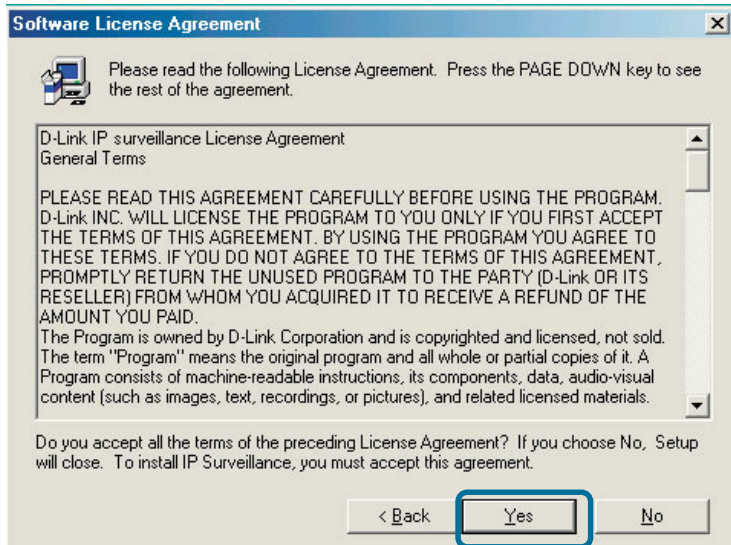 Software License Agreement
Please read the following License Agreement. Press the PAGE DOWN key to see
the rest of the agreement.
D-Link IP surveillance License Agreement
General Terms
PLEASE READ THIS AGREEMENT CAREFULLY BEFORE USING THE PROGRAM.
D-Link INC. WILL LICENSE THE PROGRAM TO YOU ONLY IF YOU FIRST ACCEPT
THE TERMS OF THIS AGREEMENT. BY USING THE PROGRAM YOU AGREE TO
THESE TERMS. IF YOU DO NOT AGREE TO THE TERMS OF THIS AGREEMENT,
PROMPTLY RETURN THE UNUSED PROGRAM TO THE PARTY (D-Link OR ITS
RESELLER) FROM WHOM YOU ACQUIRED IT TO RECEIVE A REFUND OF THE
AMOUNT YOU PAID.
The Program is owned by D-Link Corporation and is copyrighted and licensed, not sold.
The term "Program" means the original program and all whole or partial copies of it. A
Program consists of machine-readable instructions, its components, data, audio-visual
content (such as images, text, recordings, or pictures), and related licensed materials.
Do you accept all the terms of the preceding License Agreement? If you choose No, Setup
will close. To install IP Surveillance, you must accept this agreement.
< Back
Yes
No